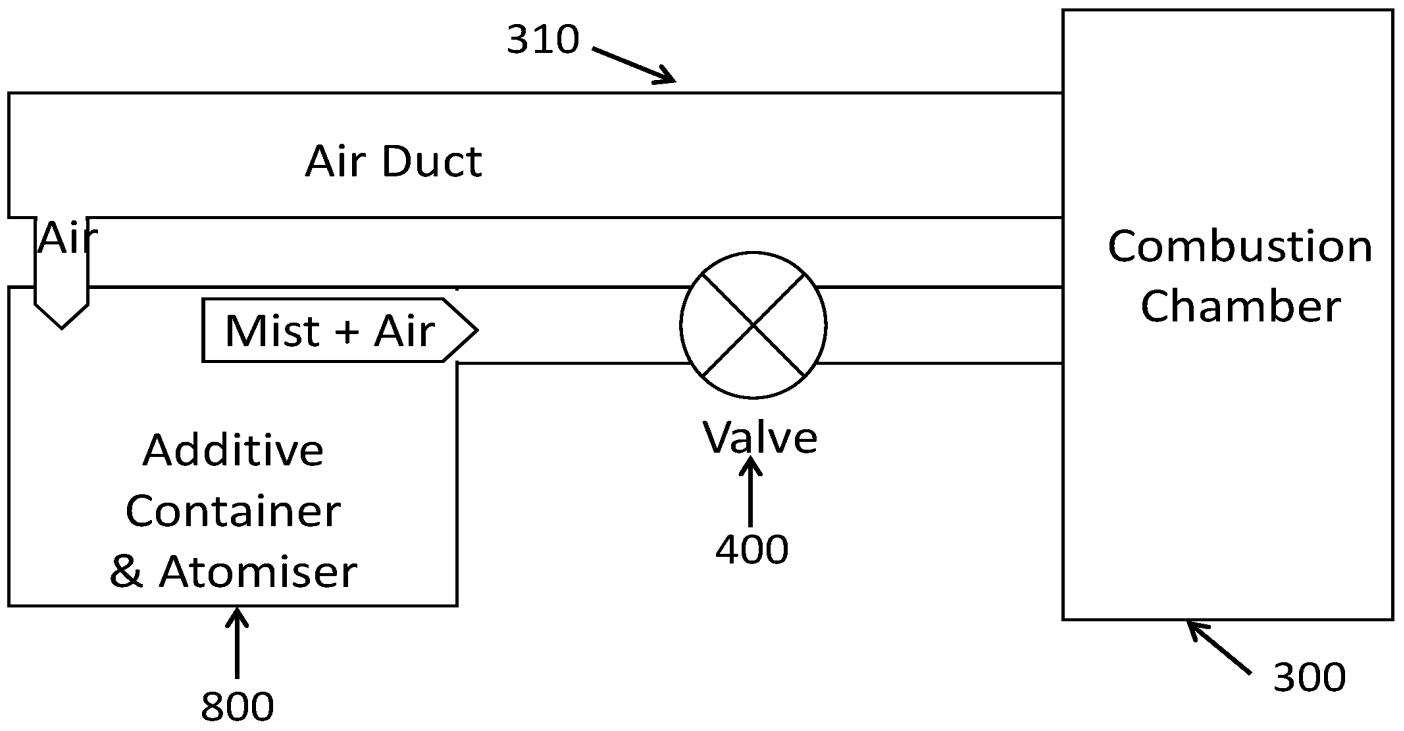 310
Air Duct
Air
Mist + Air
Combustion
Chamber
Valve
400
Additive
Container
& Atomiser
800
300